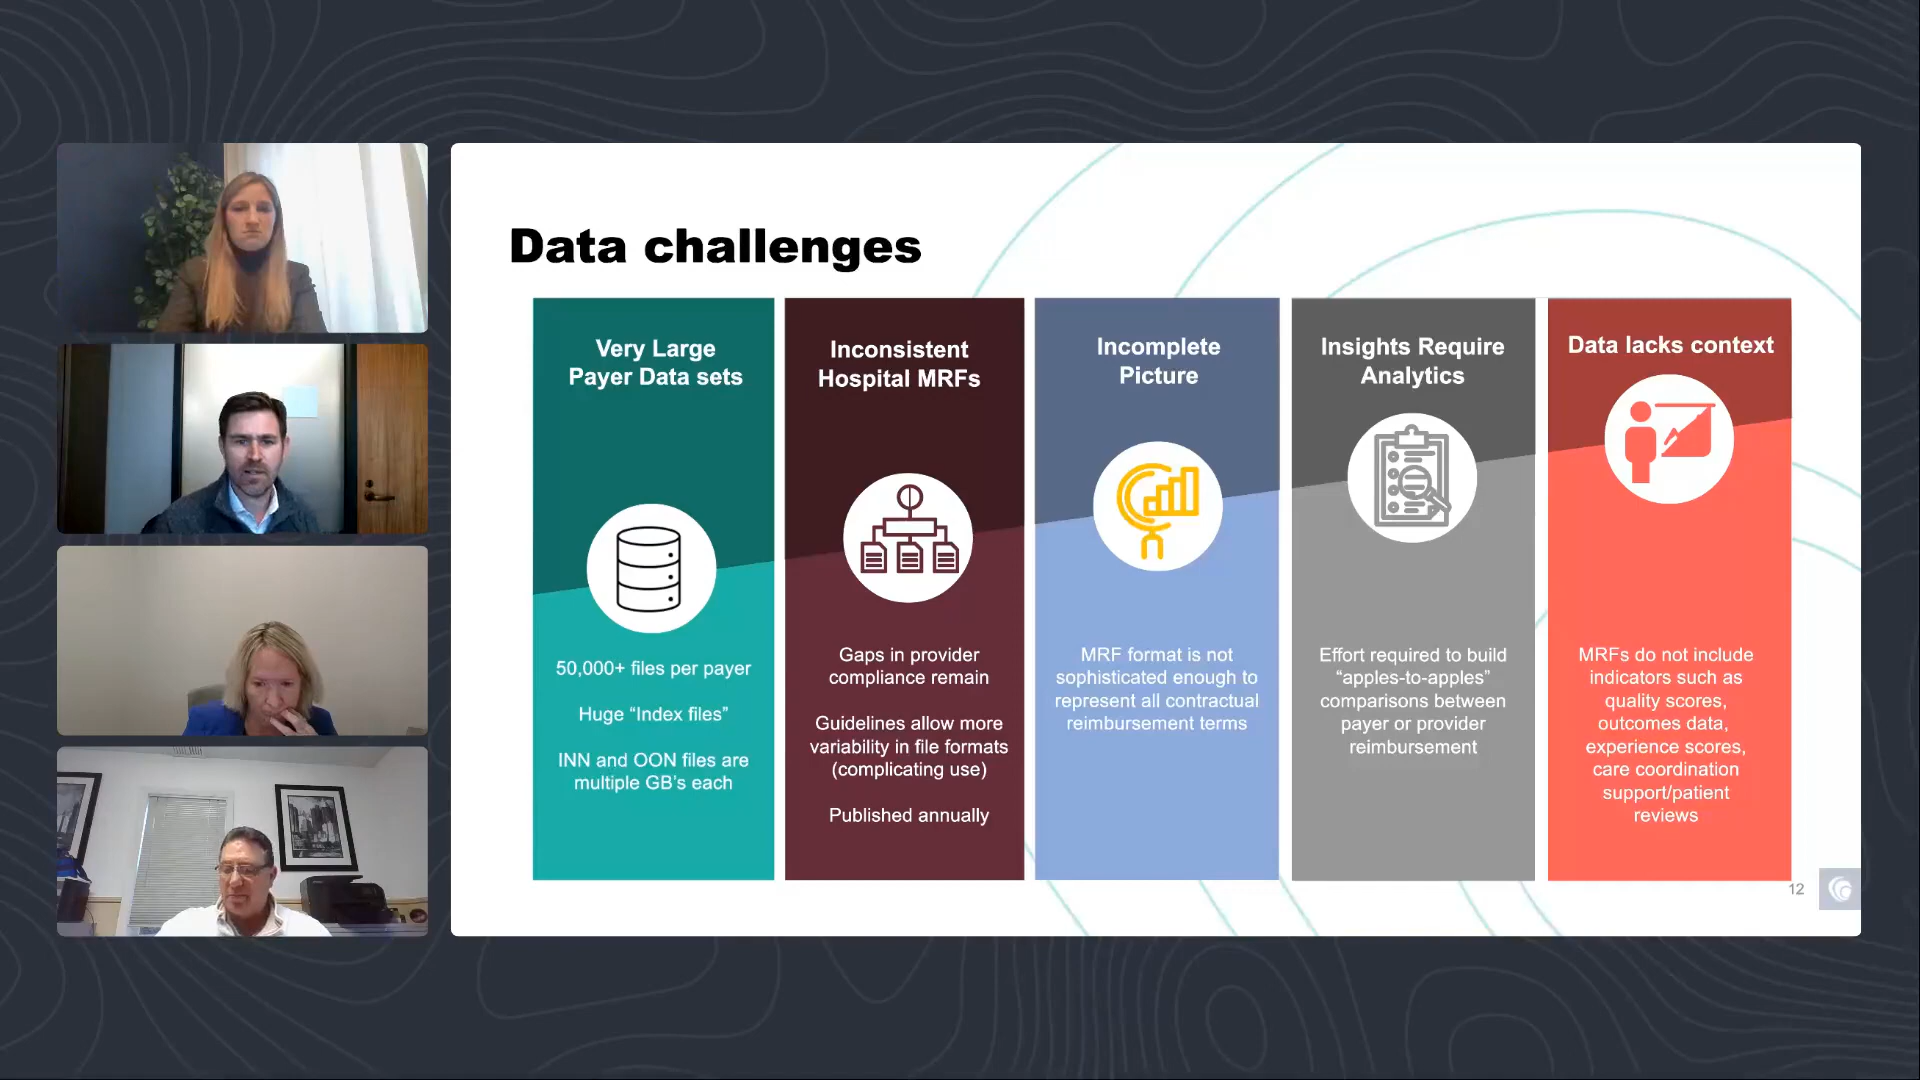 Data challenges
Very Large
Payer Data sets
50,000+ files per payer
Huge “Index files”
INN and OON files are
multiple GB’s each
Inconsistent
Hospital MRFs
Gaps in provider
compliance remain
Guidelines allow more
variability in file formats
(complicating use)
Published annually
Incomplete
Picture
MRF format is not
sophisticated enough to
represent all contractual
reimbursement terms
Insights Require
Analytics
Effort required to build
“apples-to-apples”
comparisons between
payer or provider
reimbursement
Data lacks context
MRFs do not include
indicators such as
quality scores,
outcomes data,
experience scores,
care coordination
support/patient
reviews
12